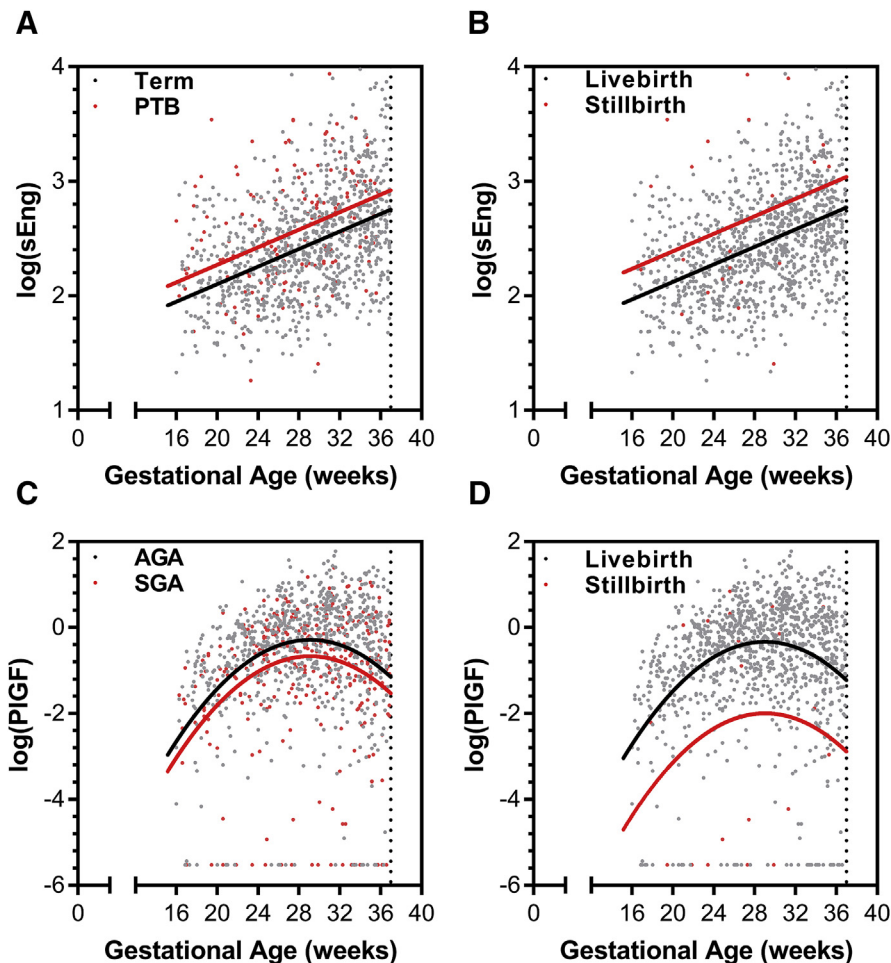 A
4
3
2
1
log(sEng)
Term
PTB
0
16
20
24
28
32
36
40
Gestational Age (weeks)
B
4
3
2
1
log(sEng)
Livebirth
Stillbirth
0
16
20
24
28
32
36
40
Gestational Age (weeks)
C
2
0
-2
-4
-6
log(PlGF)
AGA
SGA
0
16
20
24
28
32
36
40
Gestational Age (weeks)
D
2
0
-2
-4
-6
log(PlGF)
Livebirth
Stillbirth
0
16
20
24
28
32
36
40
Gestational Age (weeks)